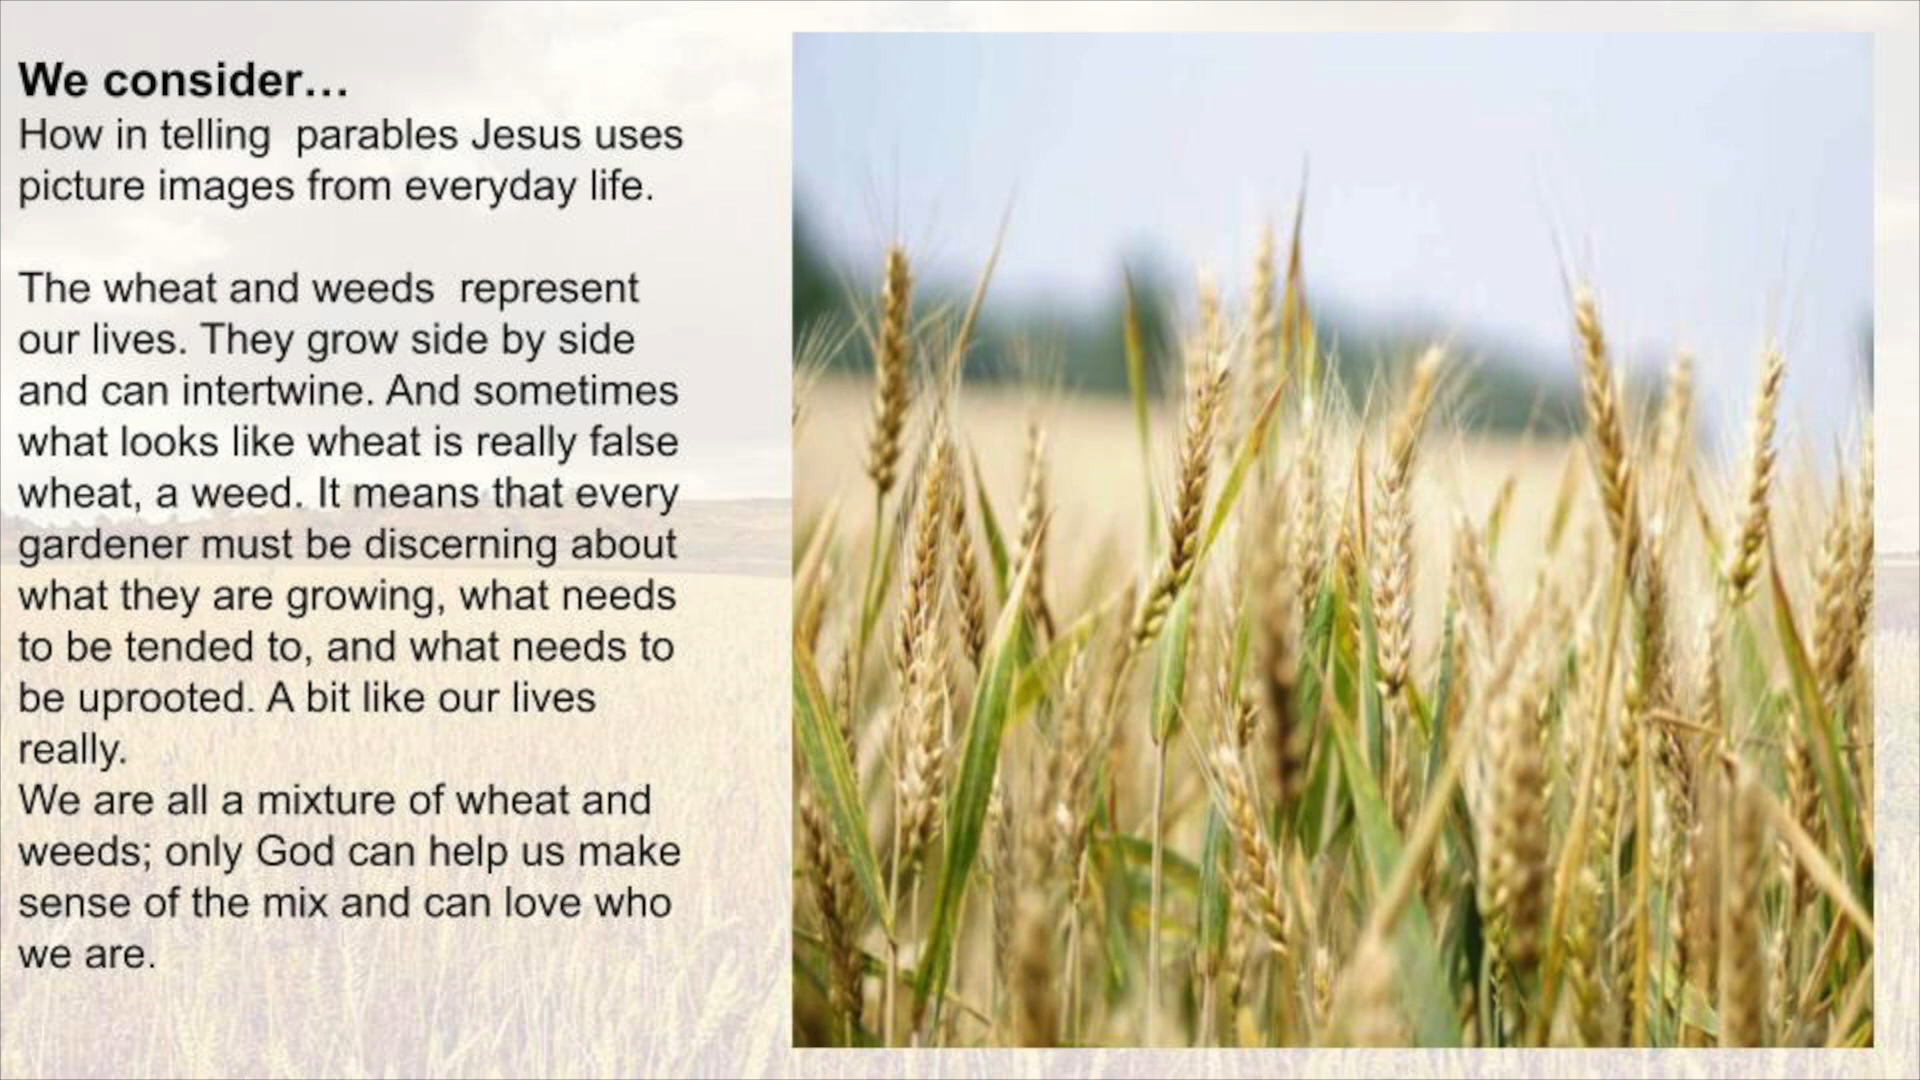 We consider…
How in telling  parables Jesus uses
picture images from everyday life.
The wheat and weeds  represent
our lives. They grow side by side
and can intertwine. And sometimes
what looks like wheat is really false
wheat, a weed. It means that every
gardener must be discerning about
what they are growing, what needs
to be tended to, and what needs to
be uprooted. A bit like our lives
really.
We are all a mixture of wheat and
weeds; only God can help us make
sense of the mix and can love who
we are.